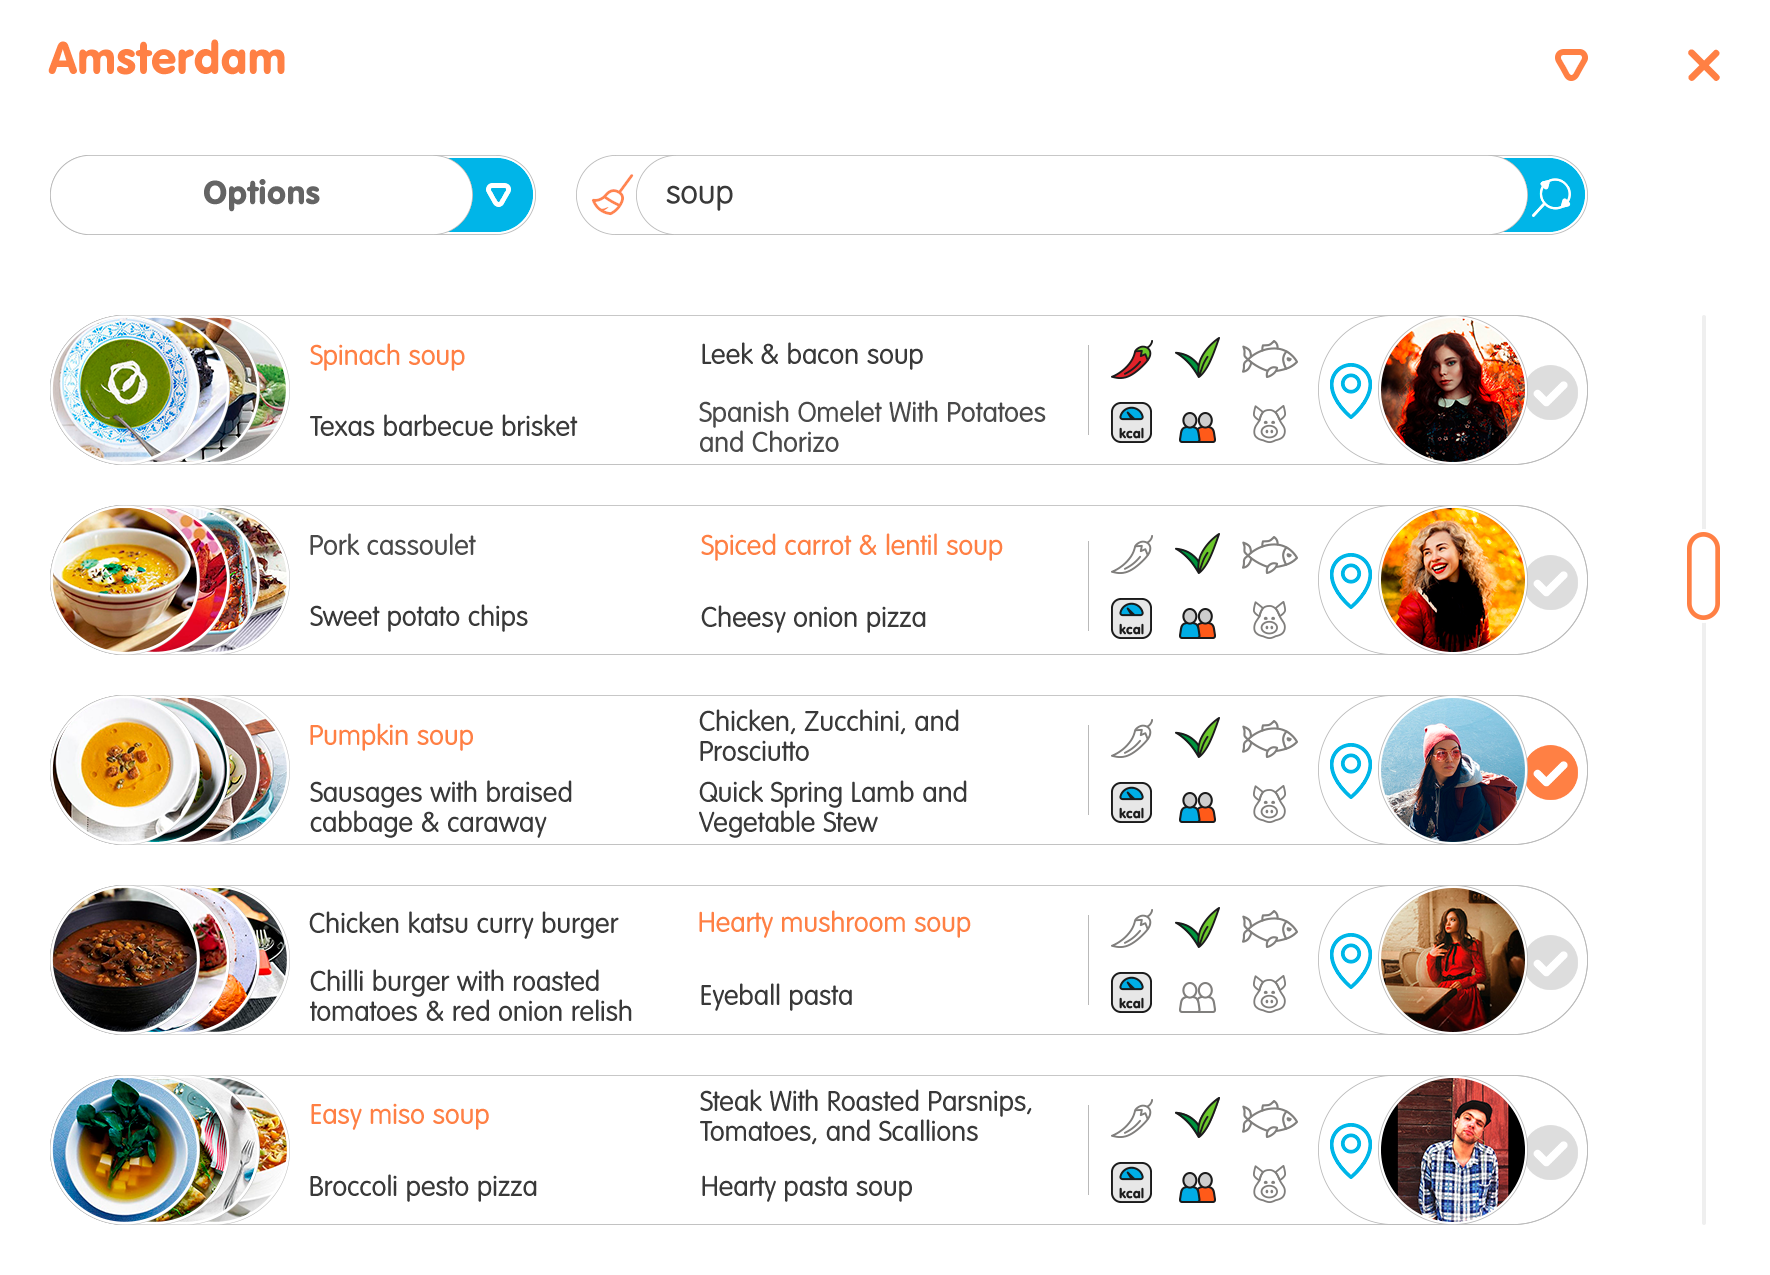 Amsterdam
Options
soup
Spinach soup
Leek & bacon soup
Texas barbecue brisket
Spanish Omelet With Potatoes
and Chorizo
kcal
Pork cassoulet
Spiced carrot & lentil soup
Sweet potato chips
Cheesy onion pizza
kcal
Pumpkin soup
Chicken, Zucchini, and
Prosciutto
Sausages with braised
cabbage & caraway
Quick Spring Lamb and
Vegetable Stew
kcal
Chicken katsu curry burger
Hearty mushroom soup
Chilli burger with roasted
tomatoes & red onion relish
Eyeball pasta
kcal
Easy miso soup
Steak With Roasted Parsnips,
Tomatoes, and Scallions
Broccoli pesto pizza
Hearty pasta soup
kcal